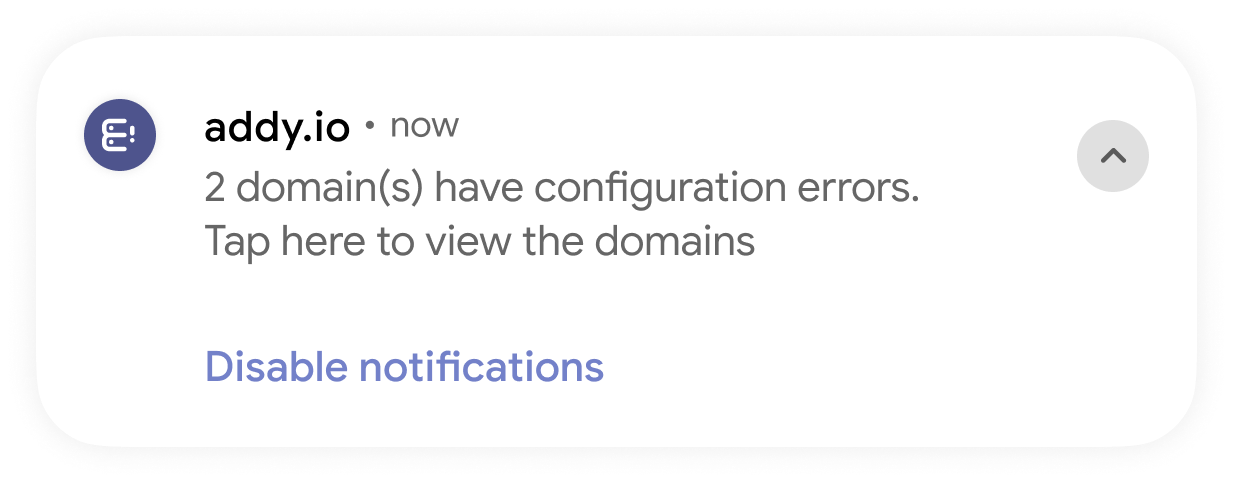 addy.io • now
2 domain(s) have configuration errors.
Tap here to view the domains
Disable notifications